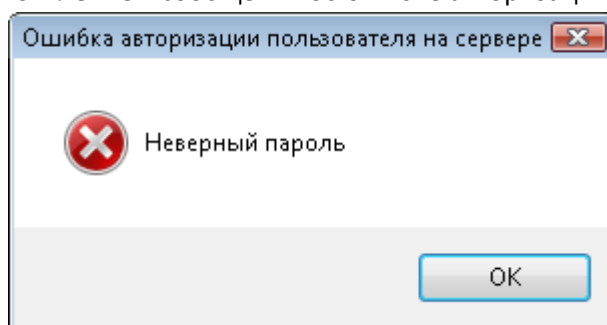 Ошибка авторизации пользователя на сервере
Неверный пароль
OK